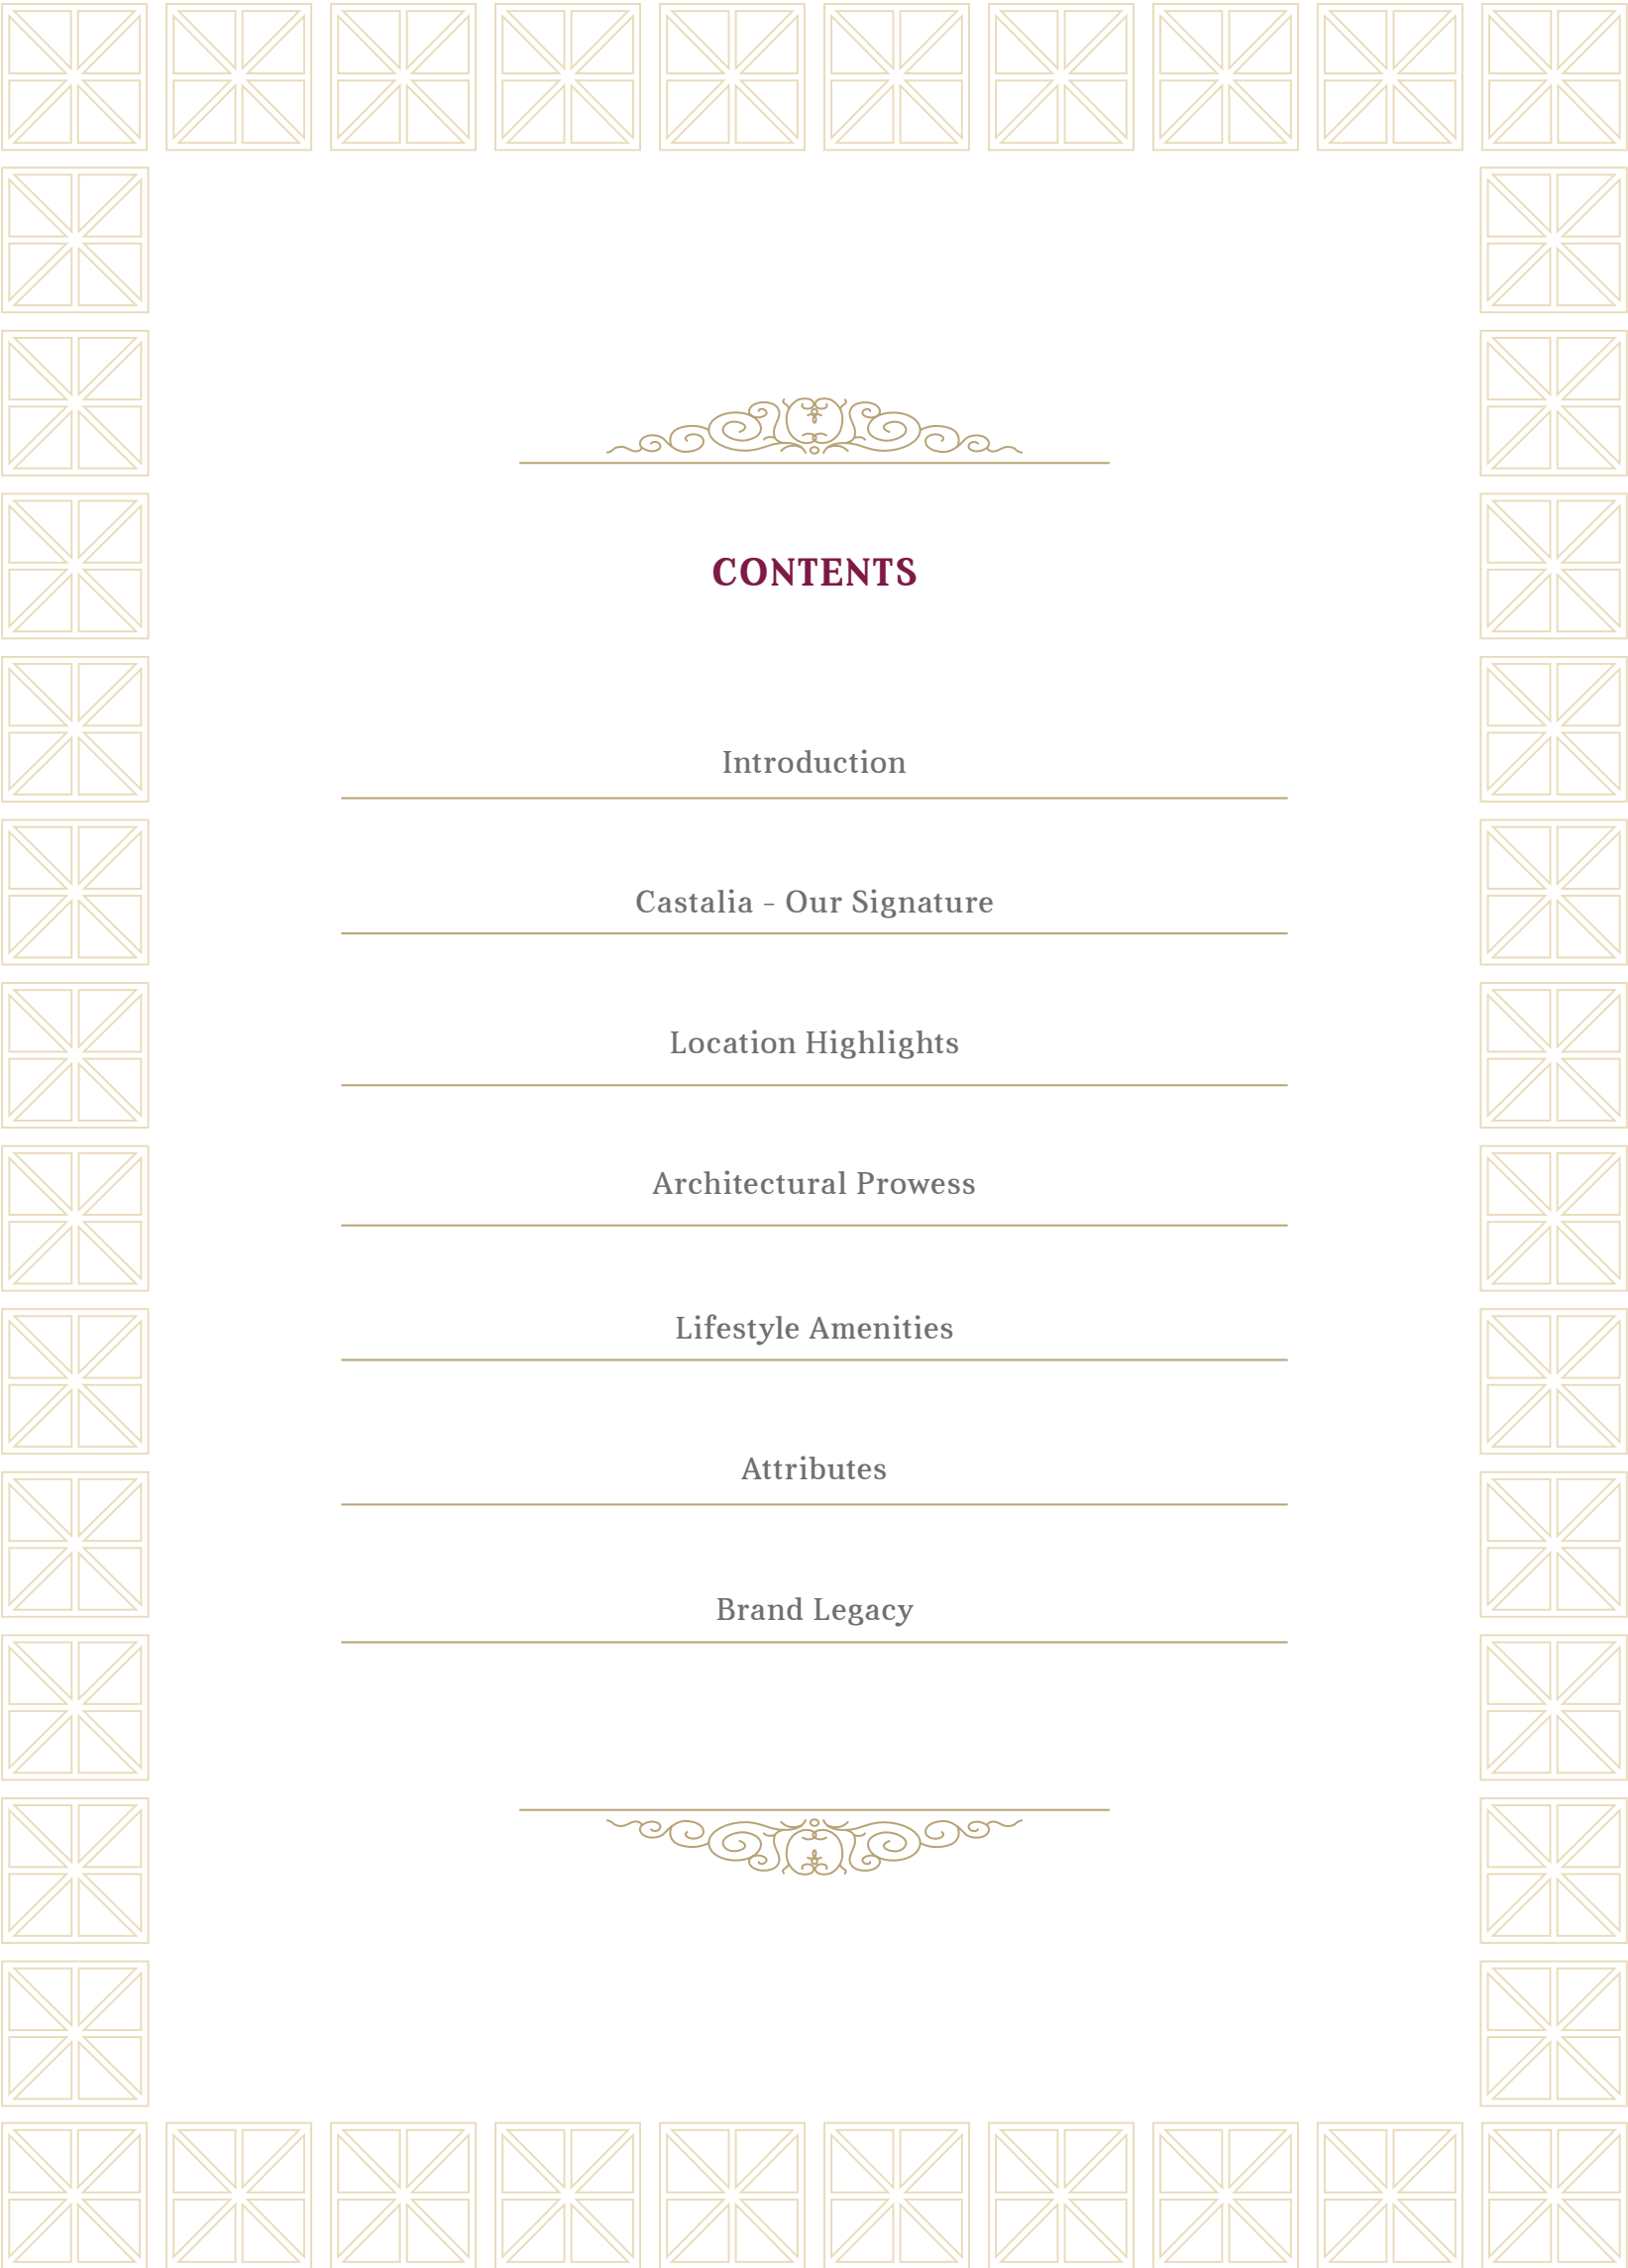 CONTENTS
Introduction
Castalia - Our Signature
Location Highlights
Architectural Prowess
Lifestyle Amenities
Attributes
Brand Legacy